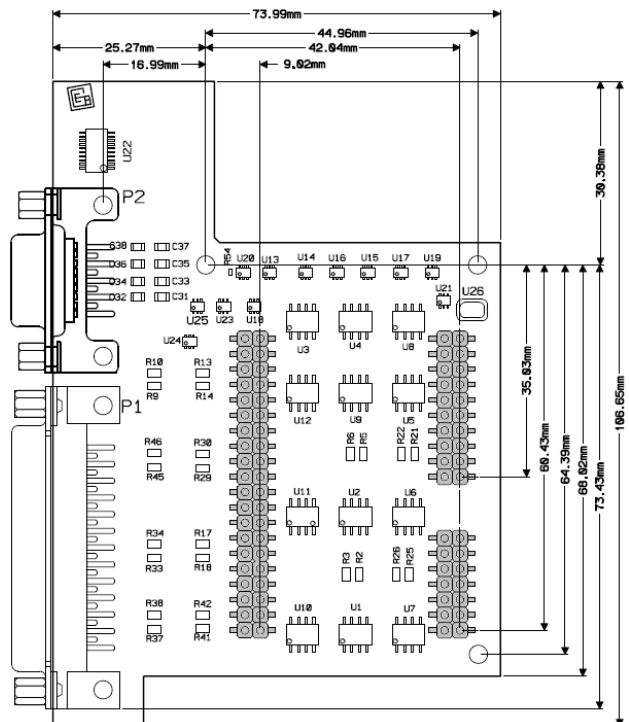 73.99mm
44.96mm
25.27mm
42.04mm
16.99mm
9.02mm
U22
30.38mm
P2
C38 C37
C36 C35
C34 C33
C32 C31
R54
U20 U13 U14 U16 U15 U17 U19
U21 U26
U25 U23 U18
U24
U3 U4 U8
R10 R13
R9 R14
P1
U12 U9 U5
35.03mm
60.43mm
64.39mm
68.02mm
73.43mm
106.65mm
R46 R30
R45 R29
R6 R5 R22 R21
U11 U2 U6
R34 R17
R33 R18
R3 R2 R26 R25
R38 R42
R37 R41
U10 U1 U7